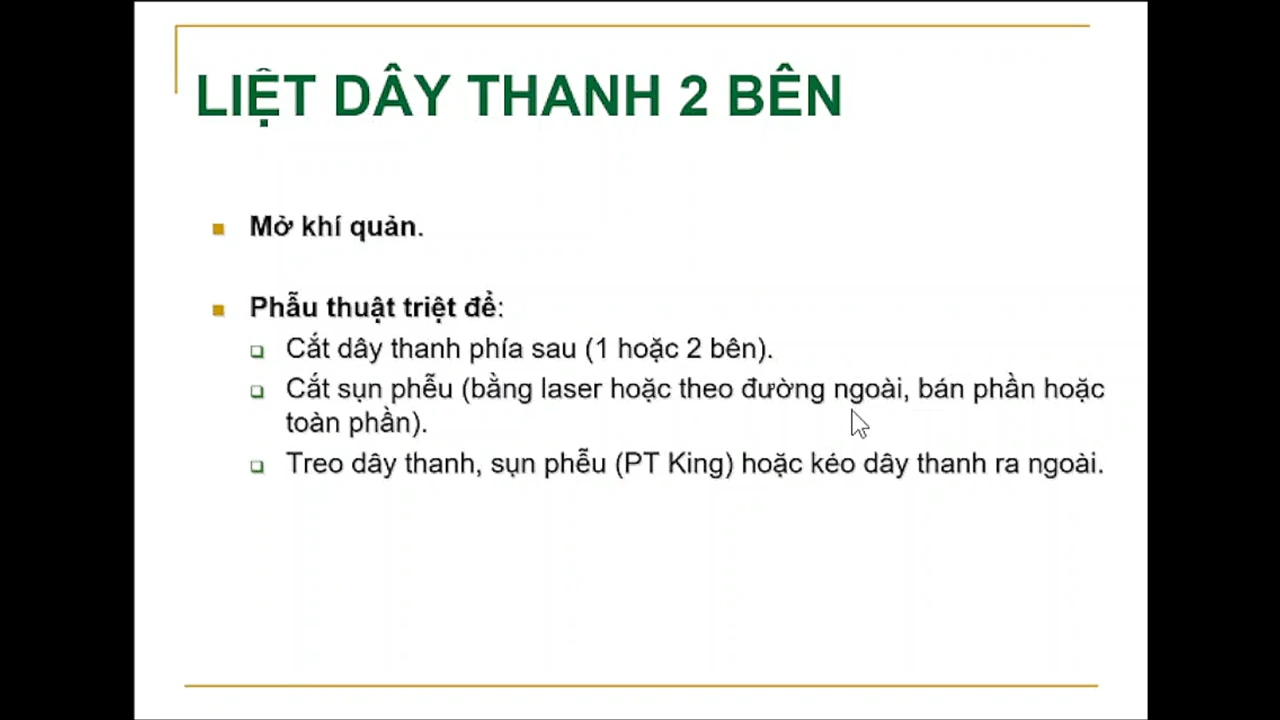 LIỆT DÂY THANH 2 BÊN
Mở khí quản.
Phẫu thuật triệt để:
Cắt dây thanh phía sau (1 hoặc 2 bên).
Cắt sụn phễu (bằng laser hoặc theo đường ngoài, bán phần hoặc
toàn phần).
Treo dây thanh, sụn phễu (PT King) hoặc kéo dây thanh ra ngoài.